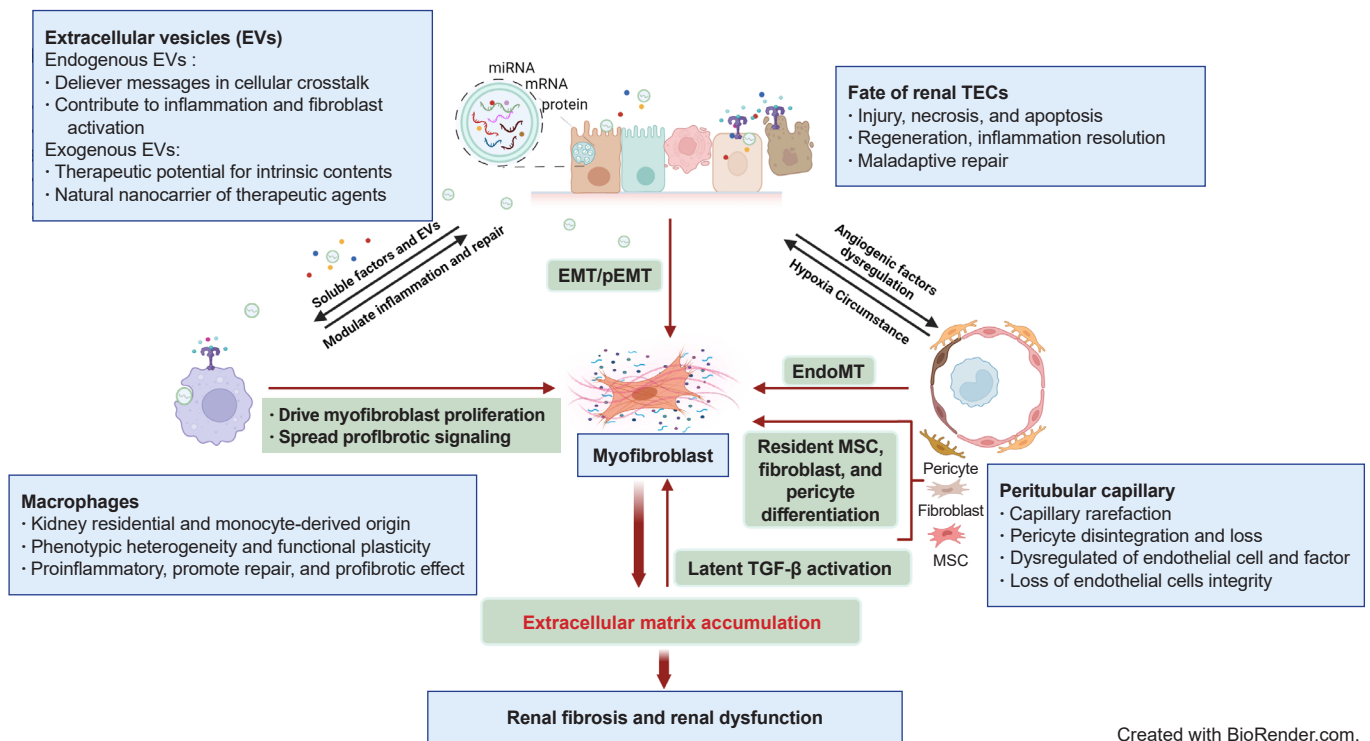 Extracellular vesicles (EVs)
Endogenous EVs :
· Deliever messages in cellular crosstalk
· Contribute to inflammation and fibroblast
activation
Exogenous EVs:
· Therapeutic potential for intrinsic contents
· Natural nanocarrier of therapeutic agents
miRNA
mRNA
protein
Fate of renal TECs
· Injury, necrosis, and apoptosis
· Regeneration, inflammation resolution
· Maladaptive repair
Soluble factors and EVs
Modulate inflammation and repair
EMT/pEMT
Angiogenic factors
dysregulation
Hypoxia Circumstance
· Drive myofibroblast proliferation
· Spread profibrotic signaling
Myofibroblast
EndoMT
Resident MSC,
fibroblast, and
pericyte
differentiation
Pericyte
Fibroblast
MSC
Macrophages
· Kidney residential and monocyte-derived origin
· Phenotypic heterogeneity and functional plasticity
· Proinflammatory, promote repair, and profibrotic effect
Peritubular capillary
· Capillary rarefaction
· Pericyte disintegration and loss
· Dysregulated of endothelial cell and factor
· Loss of endothelial cells integrity
Latent TGF-β activation
Extracellular matrix accumulation
Renal fibrosis and renal dysfunction
Created with BioRender.com.